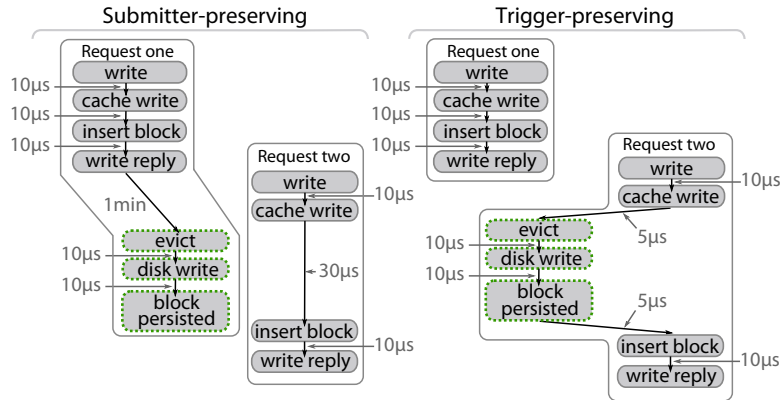 Submitter-preserving
Request one
write
10µs
cache write
10µs
insert block
10µs
write reply
1min
evict
10µs
disk write
10µs
block
persisted
Request two
write
10µs
cache write
30µs
insert block
10µs
write reply
Trigger-preserving
Request one
write
10µs
cache write
10µs
insert block
10µs
write reply
Request two
write
10µs
cache write
5µs
evict
10µs
disk write
10µs
block
persisted
5µs
insert block
10µs
write reply